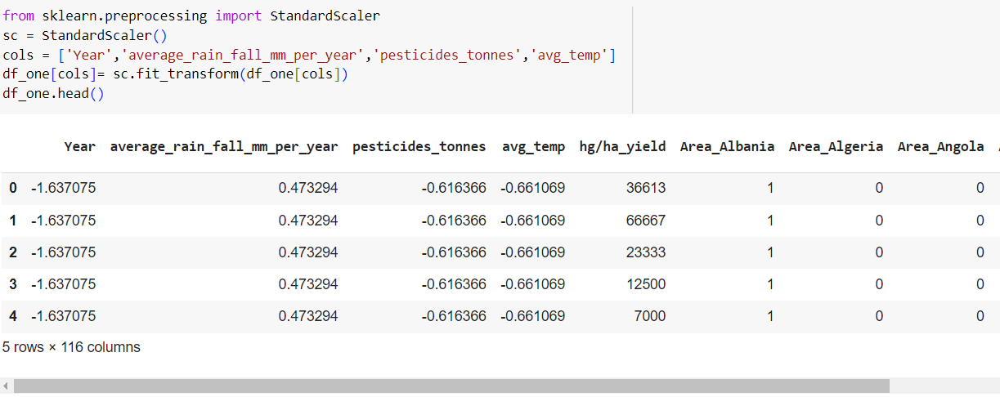 from sklearn.preprocessing import StandardScaler
sc = StandardScaler()
cols = ['Year','average_rain_fall_mm_per_year','pesticides_tonnes','avg_temp']
df_one[cols]= sc.fit_transform(df_one[cols])
df_one.head()
Year average_rain_fall_mm_per_year pesticides_tonnes avg_temp hg/ha_yield Area_Albania Area_Algeria Area_Angola
0 -1.637075 0.473294 -0.616366 -0.661069 36613 1 0 0
1 -1.637075 0.473294 -0.616366 -0.661069 66667 1 0 0
2 -1.637075 0.473294 -0.616366 -0.661069 23333 1 0 0
3 -1.637075 0.473294 -0.616366 -0.661069 12500 1 0 0
4 -1.637075 0.473294 -0.616366 -0.661069 7000 1 0 0
5 rows × 116 columns